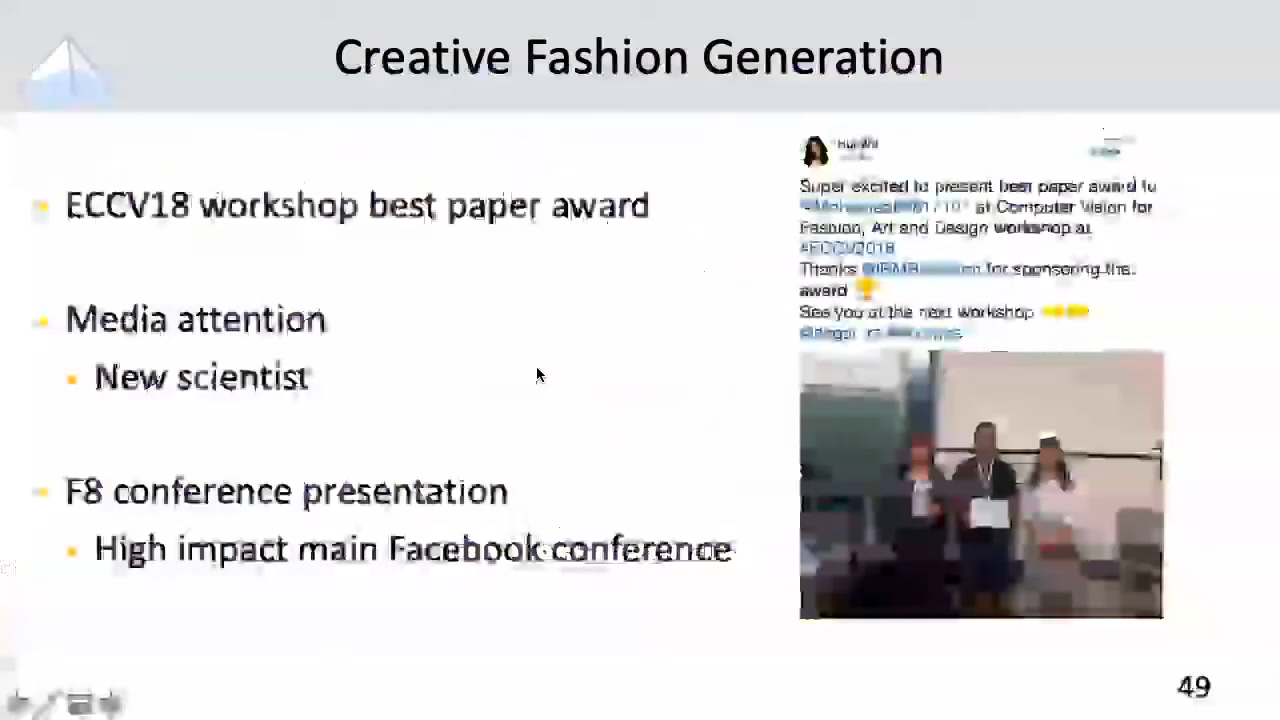 Creative Fashion Generation
ECCV18 workshop best paper award
Media attention
New scientist
F8 conference presentation
High impact main Facebook conference
Super excited to present best paper award to
at Computer Vision for
Fashion, Art and Design workshop at
#ECCV2018
Thanks for sponsoring the
award
See you at the next workshop
49